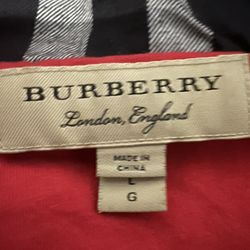 BURBERRY
London, England
MADE IN
CHINA
L
G